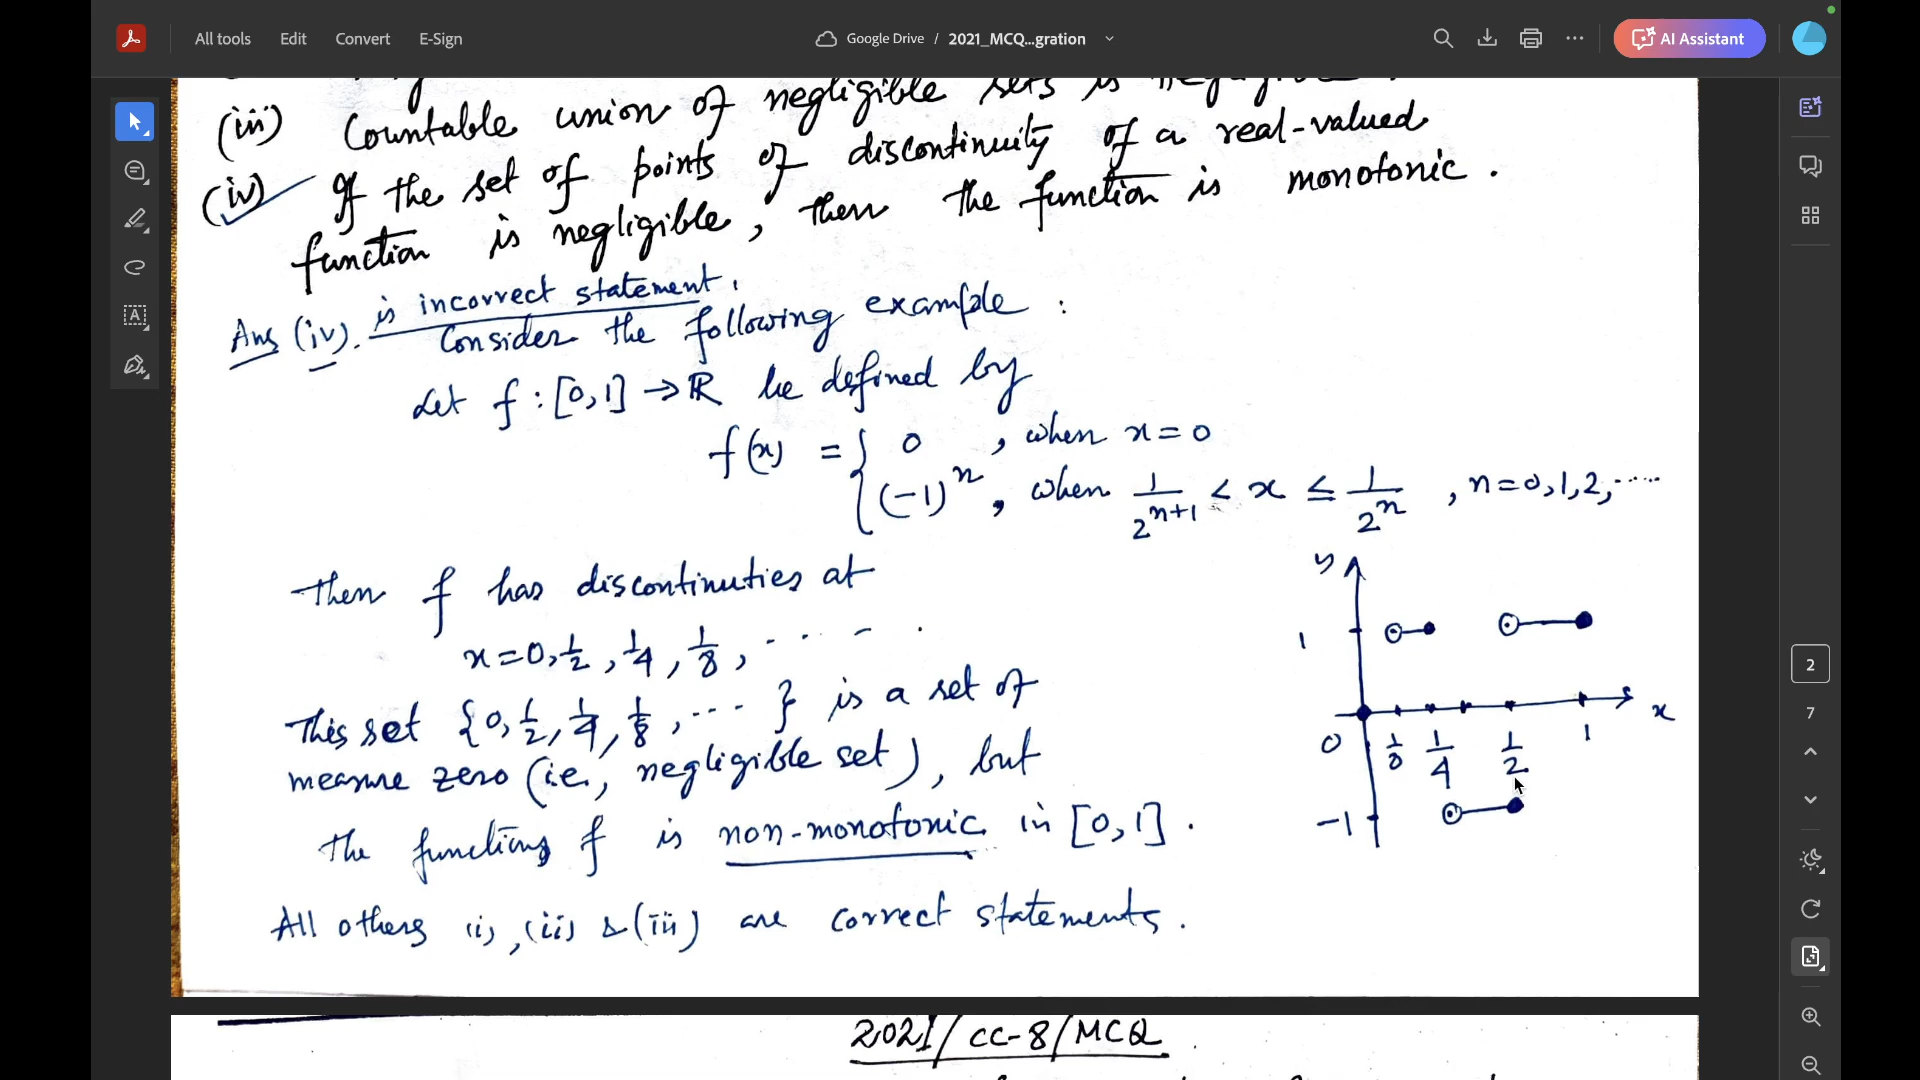 All tools Edit Convert E-Sign Google Drive / 2021_MCQ...gration AI Assistant
(iii) Countable union of negligible sets is
(iv) If the set of points of discontinuity of a real-valued
function is negligible, then the function is monotonic.
Ans (iv). is incorrect statement.
Consider the following example :
Let f : [0,1] → ℝ be defined by
f(x) = { 0 , when x = 0
(-1)^n , when 1/2^{n+1} < x ≤ 1/2^n , n = 0,1,2,.....
Then f has discontinuties at
x = 0, 1/2, 1/4, 1/8, ....
This set {0, 1/2, 1/4, 1/8, ...} is a set of
measure zero (i.e., negligible set), but
the functions f is non-monotonic in [0,1].
All others (i), (ii) & (iii) are correct statements.
y
1
0 1/8 1/4 1/2 1 x
-1
2
7
2021/CC-8/MCQ